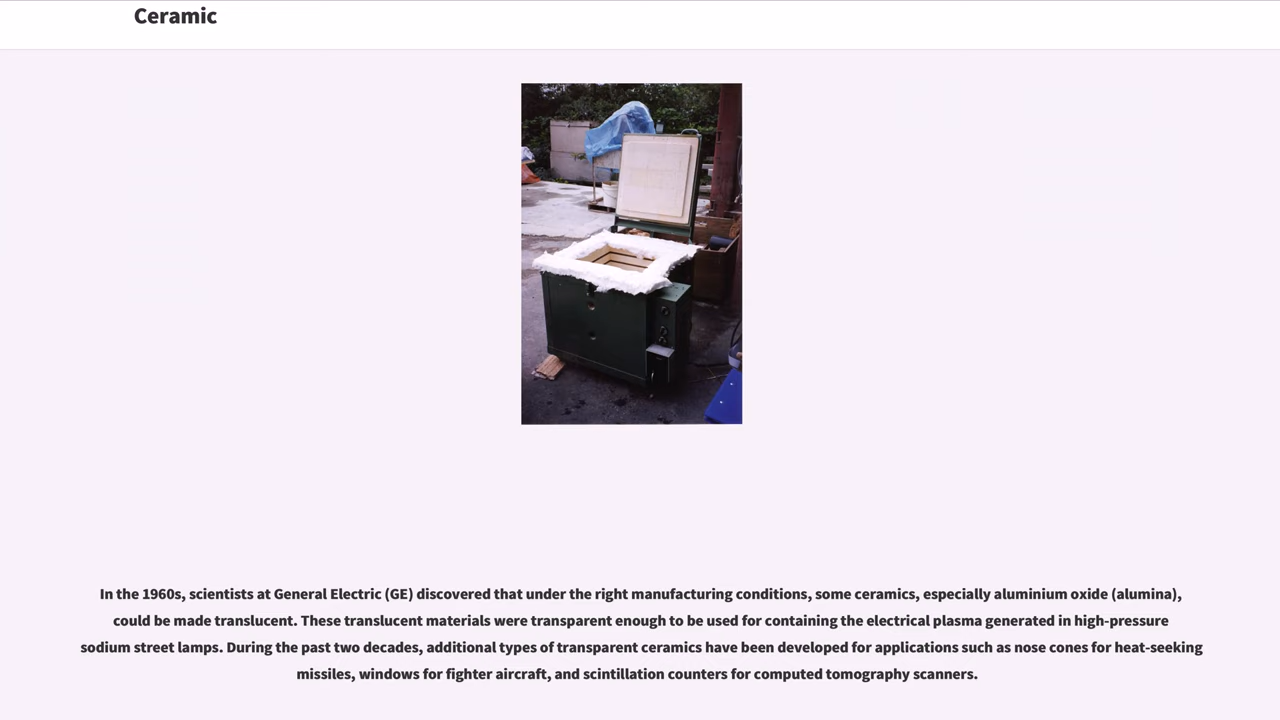 Ceramic
In the 1960s, scientists at General Electric (GE) discovered that under the right manufacturing conditions, some ceramics, especially aluminium oxide (alumina),
could be made translucent. These translucent materials were transparent enough to be used for containing the electrical plasma generated in high-pressure
sodium street lamps. During the past two decades, additional types of transparent ceramics have been developed for applications such as nose cones for heat-seeking
missiles, windows for fighter aircraft, and scintillation counters for computed tomography scanners.